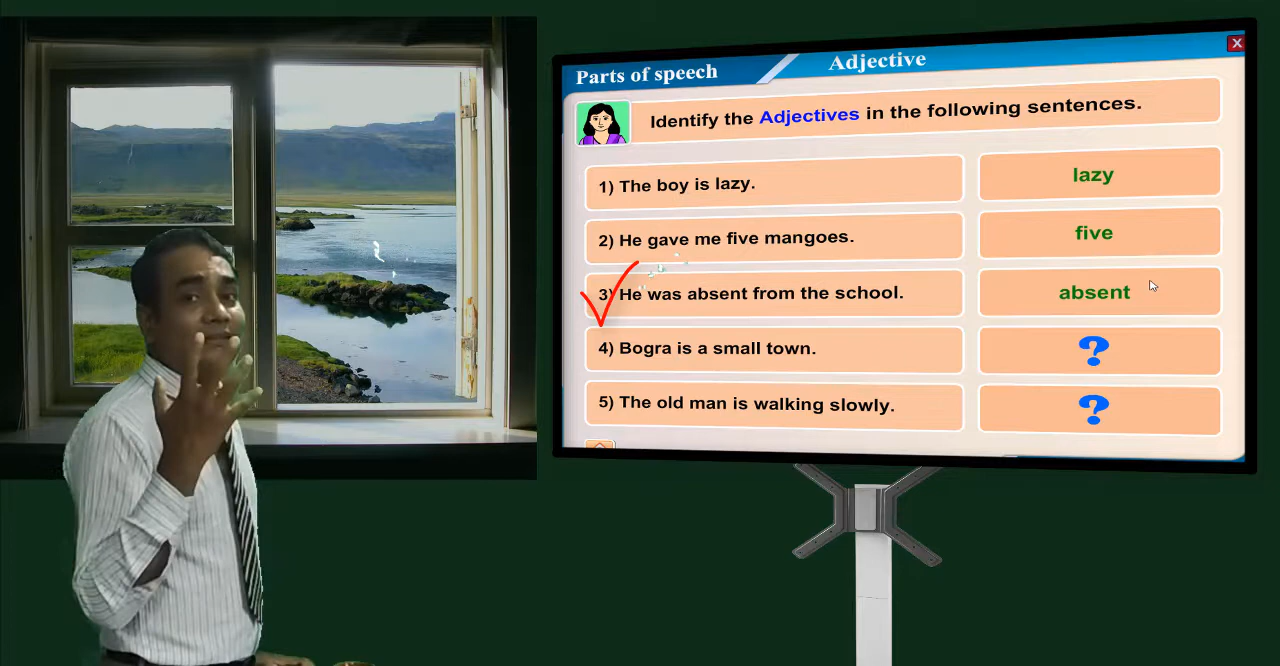 Parts of speech
Adjective
X
Identify the Adjectives in the following sentences.
1) The boy is lazy.
lazy
2) He gave me five mangoes.
five
3) He was absent from the school.
absent
4) Bogra is a small town.
?
5) The old man is walking slowly.
?